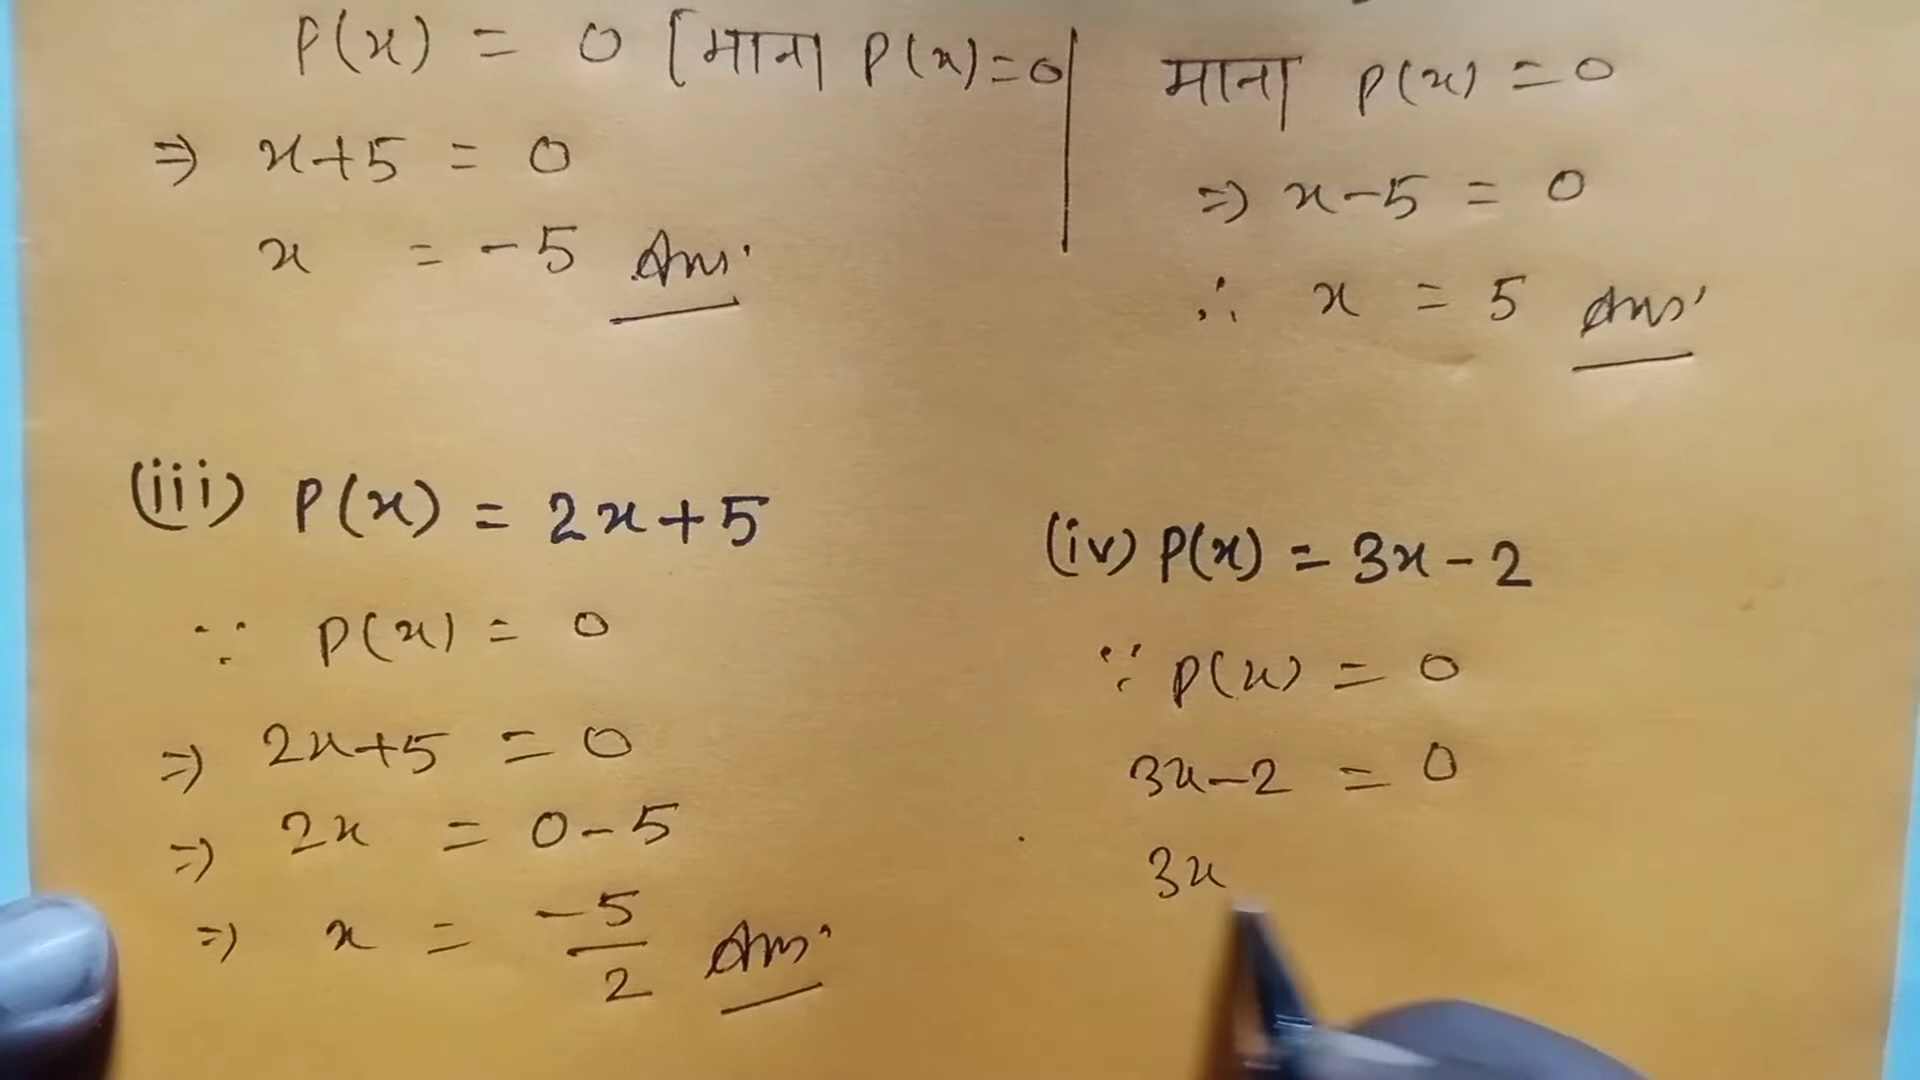 P(x) = 0 [माना P(x)=0
⇒ x+5 = 0
x = -5 Ans.
माना P(x) = 0
⇒ x-5 = 0
∴ x = 5 Ans.
(iii) P(x) = 2x+5
∵ P(x) = 0
⇒ 2x+5 = 0
⇒ 2x = 0-5
⇒ x = -5/2 Ans.
(iv) P(x) = 3x-2
∵ P(x) = 0
3x-2 = 0
3x